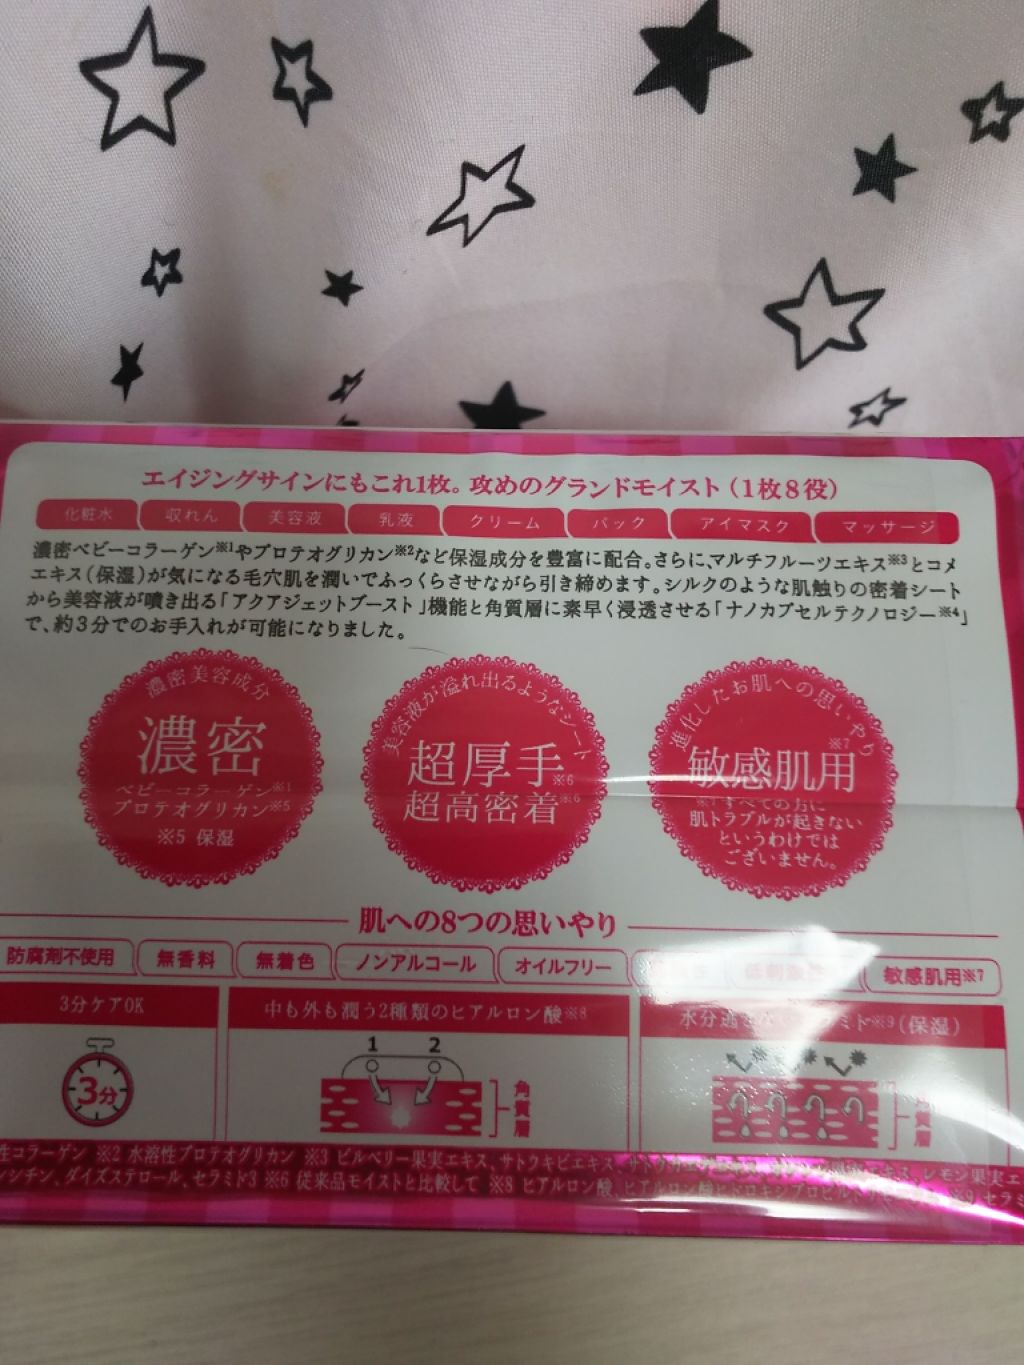 エイジングサインにもこれ1枚。攻めのグランドモイスト（1枚8役）
化粧水 収れん 美容液 乳液 クリーム パック アイマスク マッサージ
濃密ベビーコラーゲン※1やプロテオグリカン※2など保湿成分を豊富に配合。さらに、マルチフルーツエキス※3とコメ
エキス（保湿）が気になる毛穴肌を潤いでふっくらさせながら引き締めます。シルクのような肌触りの密着シート
から美容液が噴き出る「アクアジェットブースト」機能と角質層に素早く浸透させる「ナノカプセルテクノロジー※4」
で、約3分でのお手入れが可能になりました。
濃密美容成分
濃密
ベビーコラーゲン※1
プロテオグリカン※5
※5 保湿
美容液が溢れ出るようなシート
超厚手※6
超高密着※6
進化したお肌への思いやり
※7
敏感肌用
※7 すべての方に
肌トラブルが起きない
というわけでは
ございません。
肌への8つの思いやり
防腐剤不使用 無香料 無着色 ノンアルコール オイルフリー 敏感肌用※7
3分ケアOK
3分
中も外も潤う2種類のヒアルロン酸※8
1 2
角質層
水分 ミド※9（保湿）
角質層
性コラーゲン ※2 水溶性プロテオグリカン ※3 ビルベリー果実エキス、サトウキビエキス、 レモン果実エ
レシチン、ダイズステロール、セラミド3 ※6 従来品モイストと比較して ※8 ヒアルロン酸、 ※9 セラミ